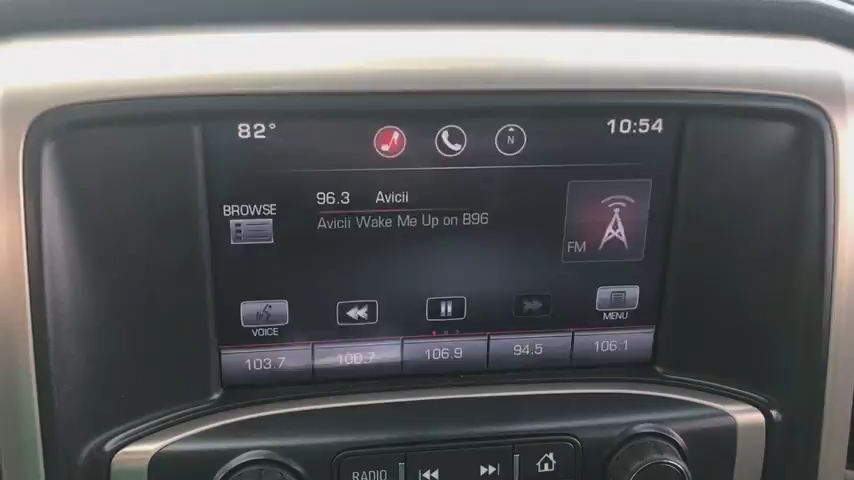 82° 10:54
N
96.3 Avicii
Avicii Wake Me Up on B96
BROWSE
FM
VOICE
MENU
103.7 100.7 106.9 94.5 106.1
RADIO